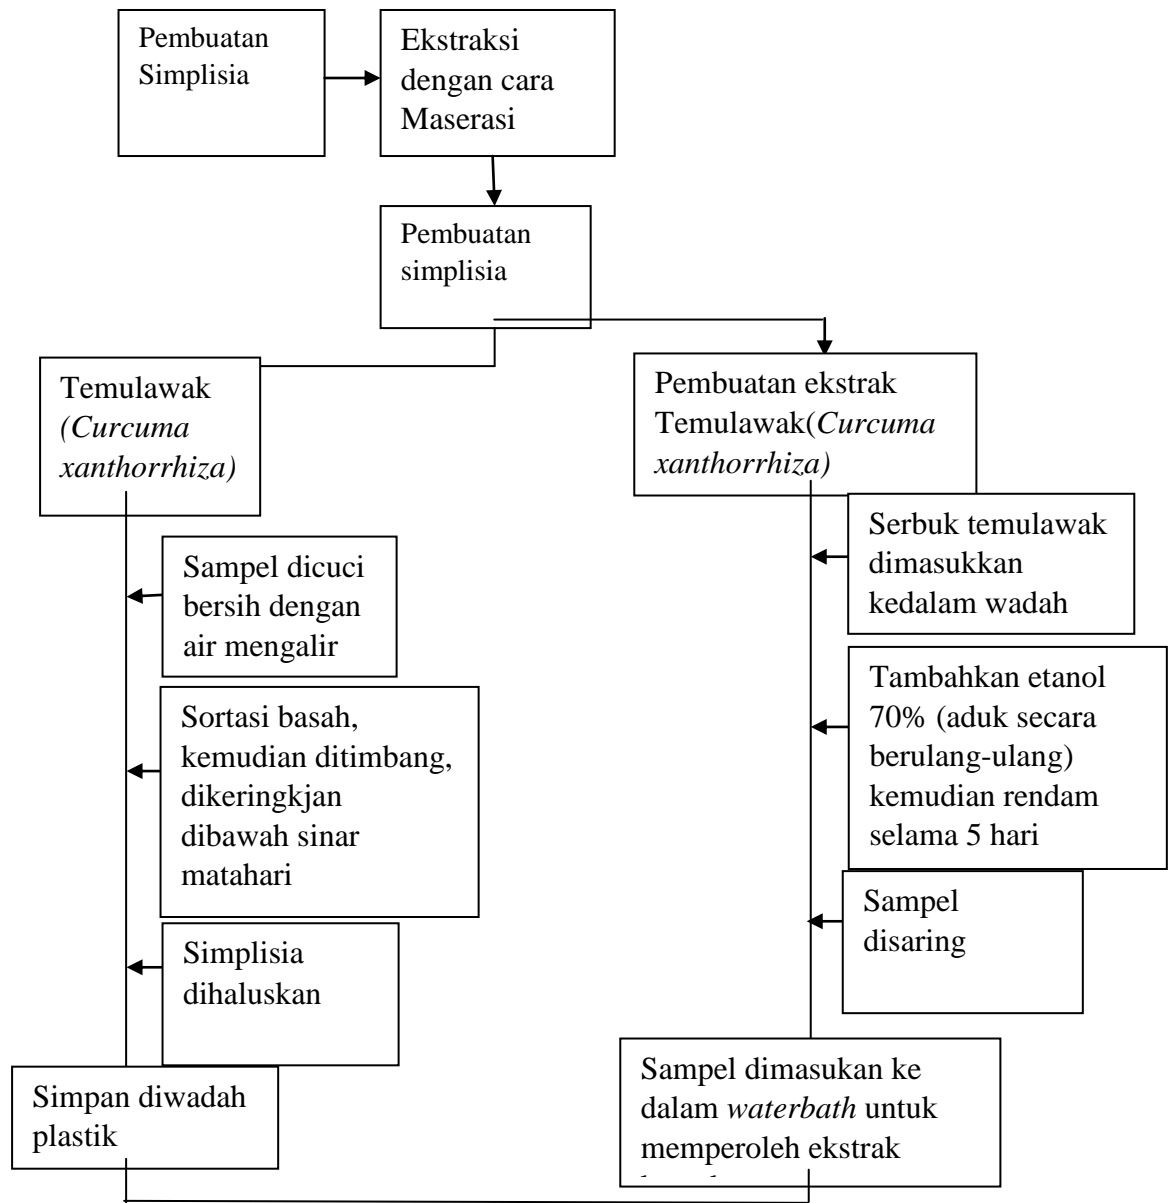 Pembuatan
Simplisia
Ekstraksi
dengan cara
Maserasi
Pembuatan
simplisia
Temulawak
(Curcuma
xanthorrhiza)
Sampel dicuci
bersih dengan
air mengalir
Sortasi basah,
kemudian ditimbang,
dikeringkjan
dibawah sinar
matahari
Simplisia
dihaluskan
Simpan diwadah
plastik
Pembuatan ekstrak
Temulawak(Curcuma
xanthorrhiza)
Serbuk temulawak
dimasukkan
kedalam wadah
Tambahkan etanol
70% (aduk secara
berulang-ulang)
kemudian rendam
selama 5 hari
Sampel
disaring
Sampel dimasukan ke
dalam waterbath untuk
memperoleh ekstrak